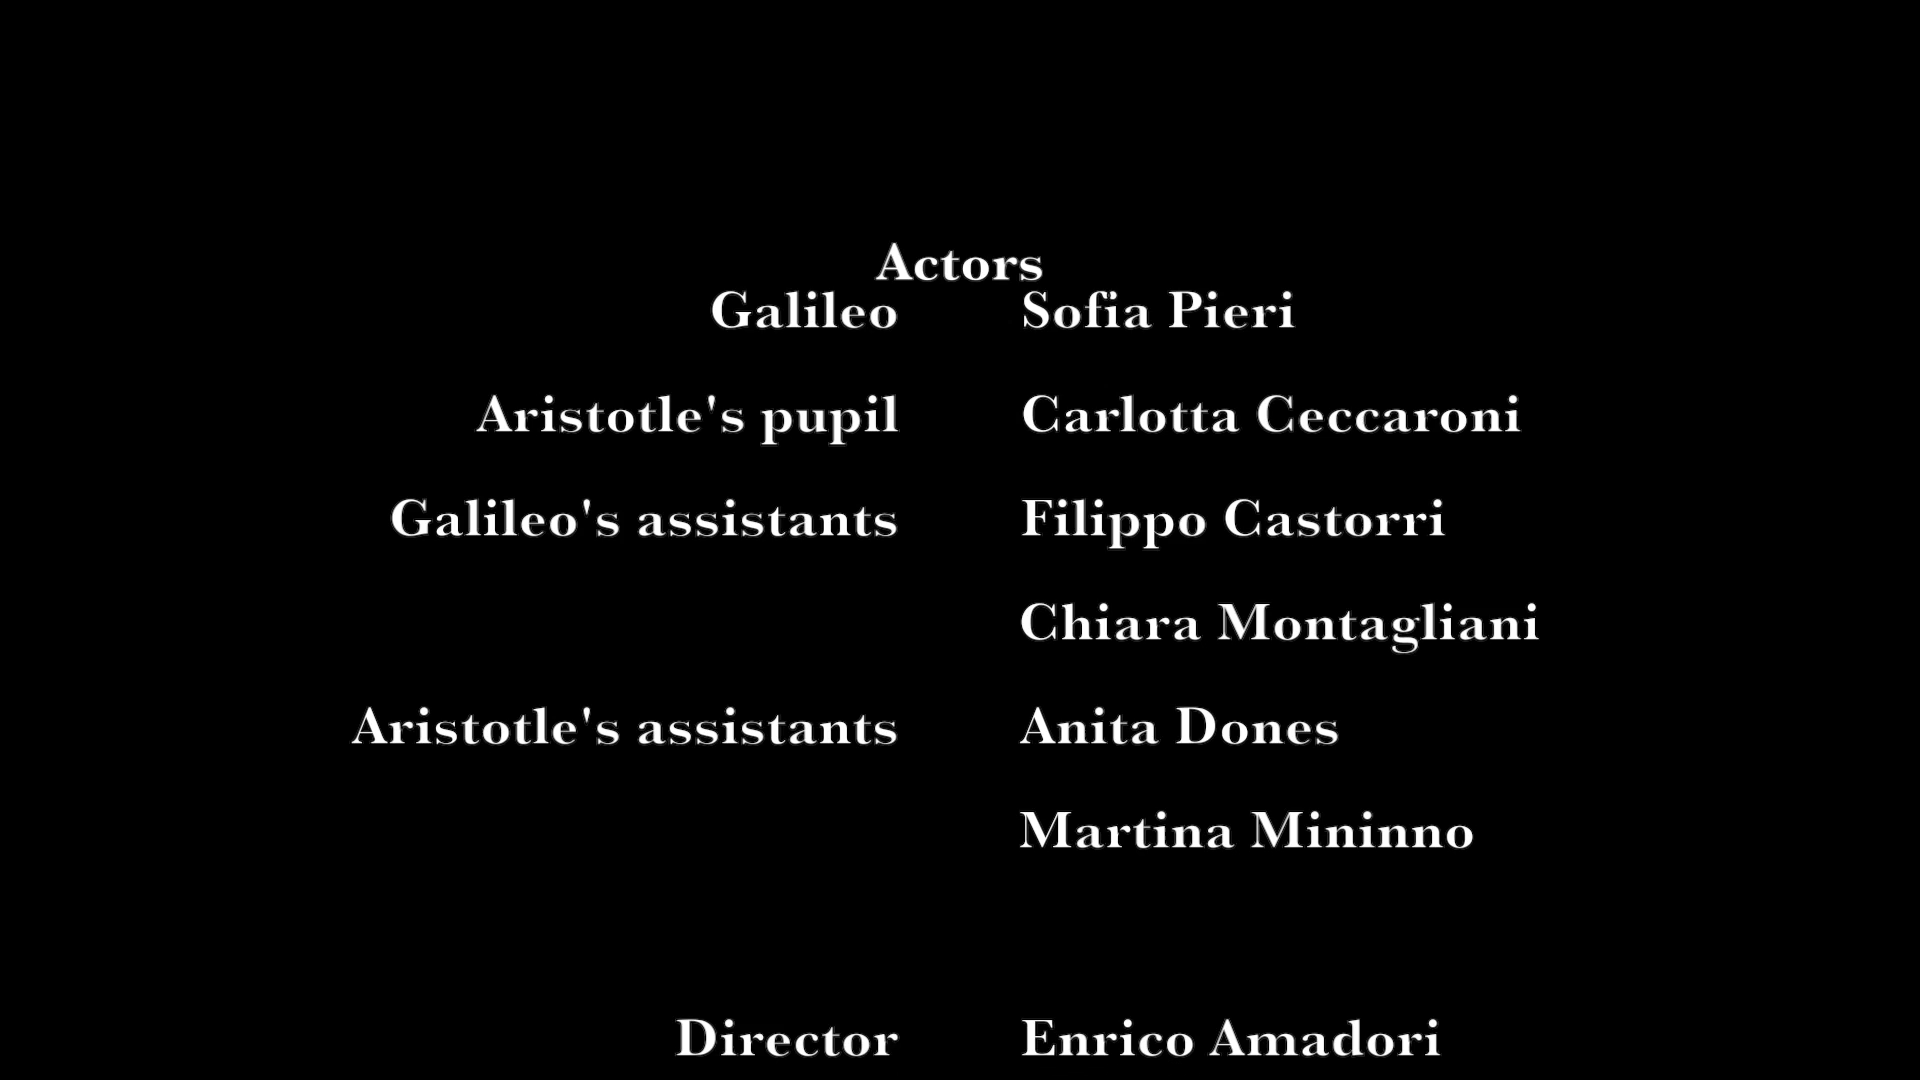 Actors
Galileo Sofia Pieri
Aristotle's pupil Carlotta Ceccaroni
Galileo's assistants Filippo Castorri
Chiara Montagliani
Aristotle's assistants Anita Dones
Martina Mininno
Director Enrico Amadori